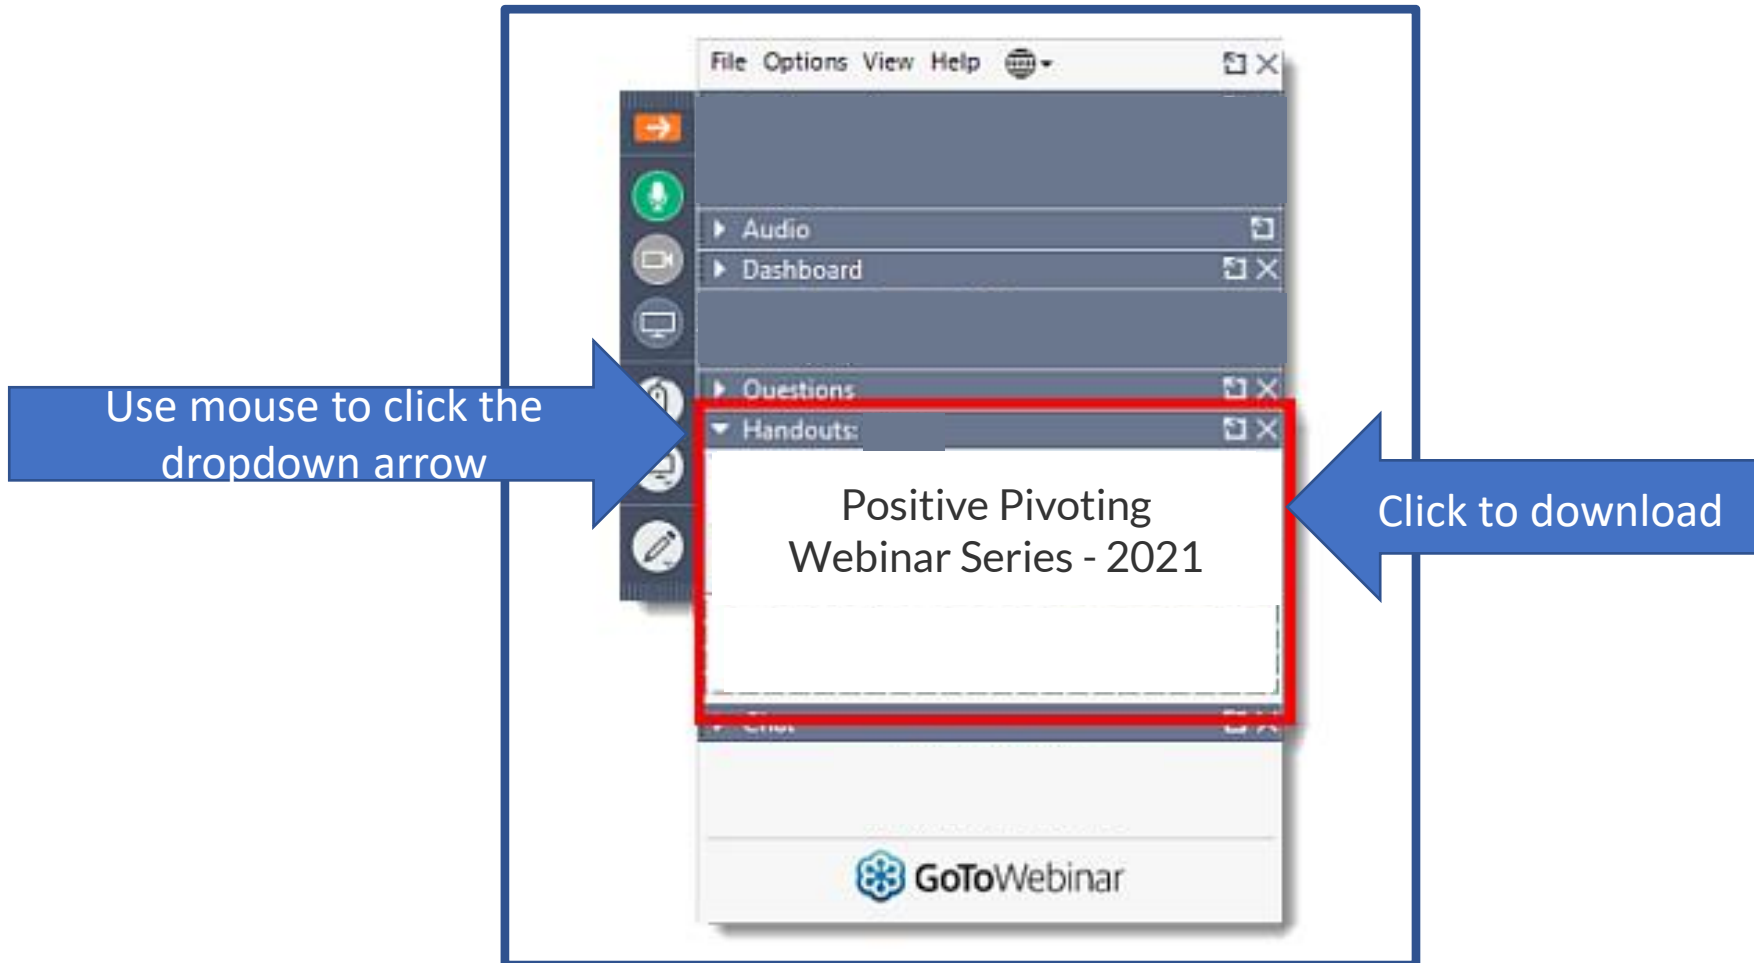 File Options View Help
Audio
Dashboard
Questions
Use mouse to click the
dropdown arrow
Handouts:
Positive Pivoting
Webinar Series - 2021
Click to download
Chat
GoToWebinar